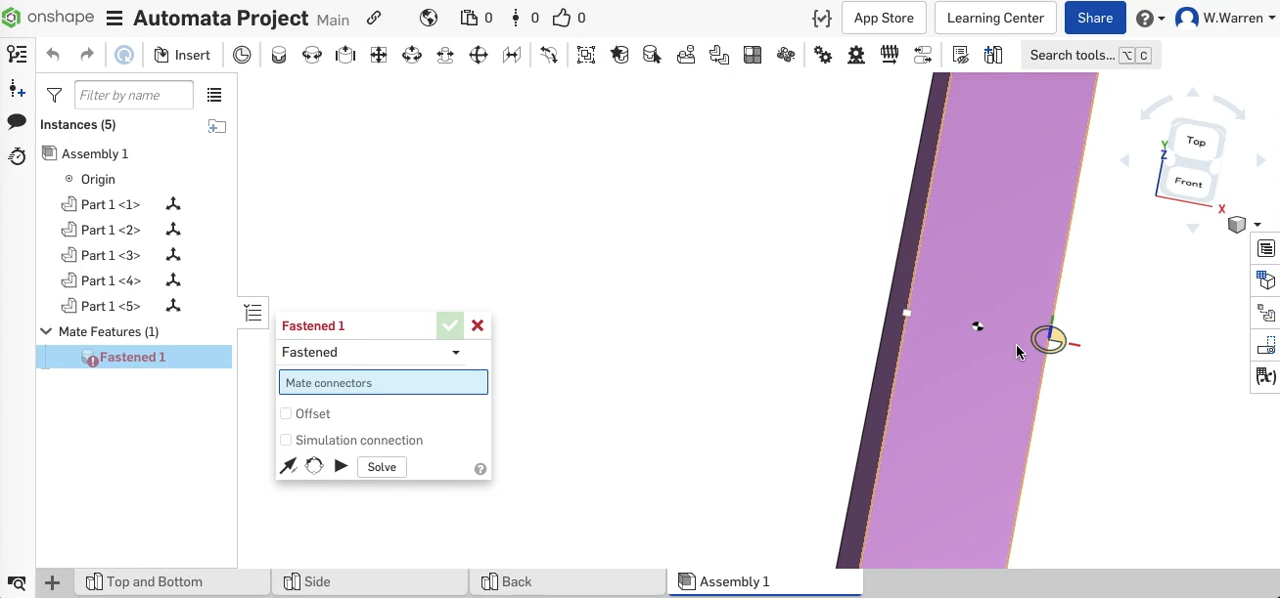 onshape Automata Project Main 0 0 0 App Store Learning Center Share W.Warren
Insert Search tools... ⌥ C
Filter by name
Instances (5)
Assembly 1
Origin
Part 1 <1>
Part 1 <2>
Part 1 <3>
Part 1 <4>
Part 1 <5>
Mate Features (1)
Fastened 1
Fastened 1
Fastened
Mate connectors
Offset
Simulation connection
Solve
Top
Front
Y
Z
X
Top and Bottom Side Back Assembly 1